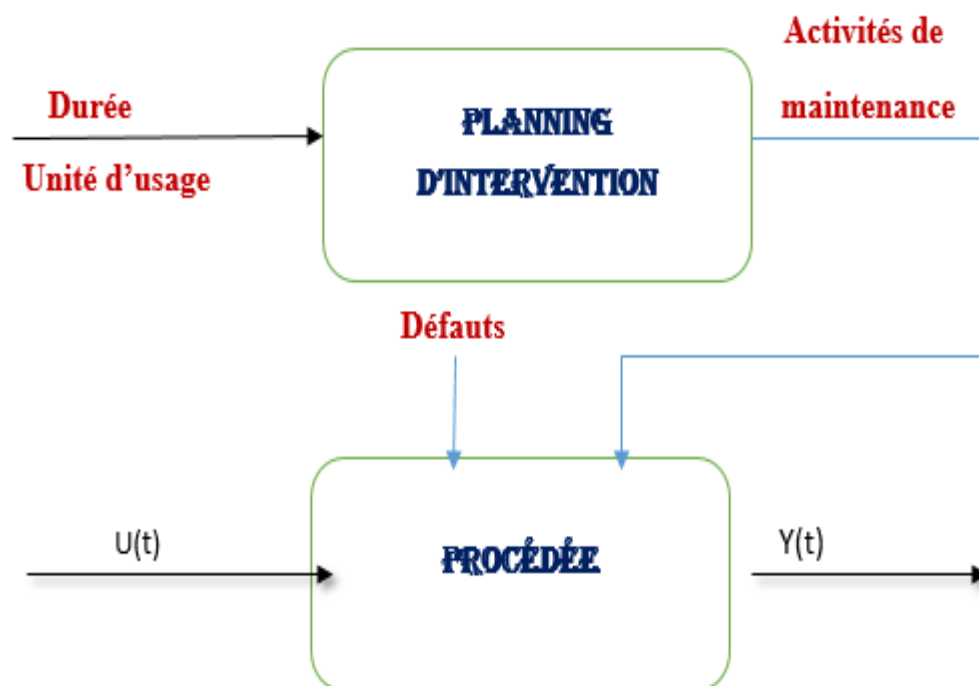 Activités de
maintenance
Durée
Unité d’usage
PLANNING
D'INTERVENTION
Défauts
U(t)
PROCÉDÉE
Y(t)